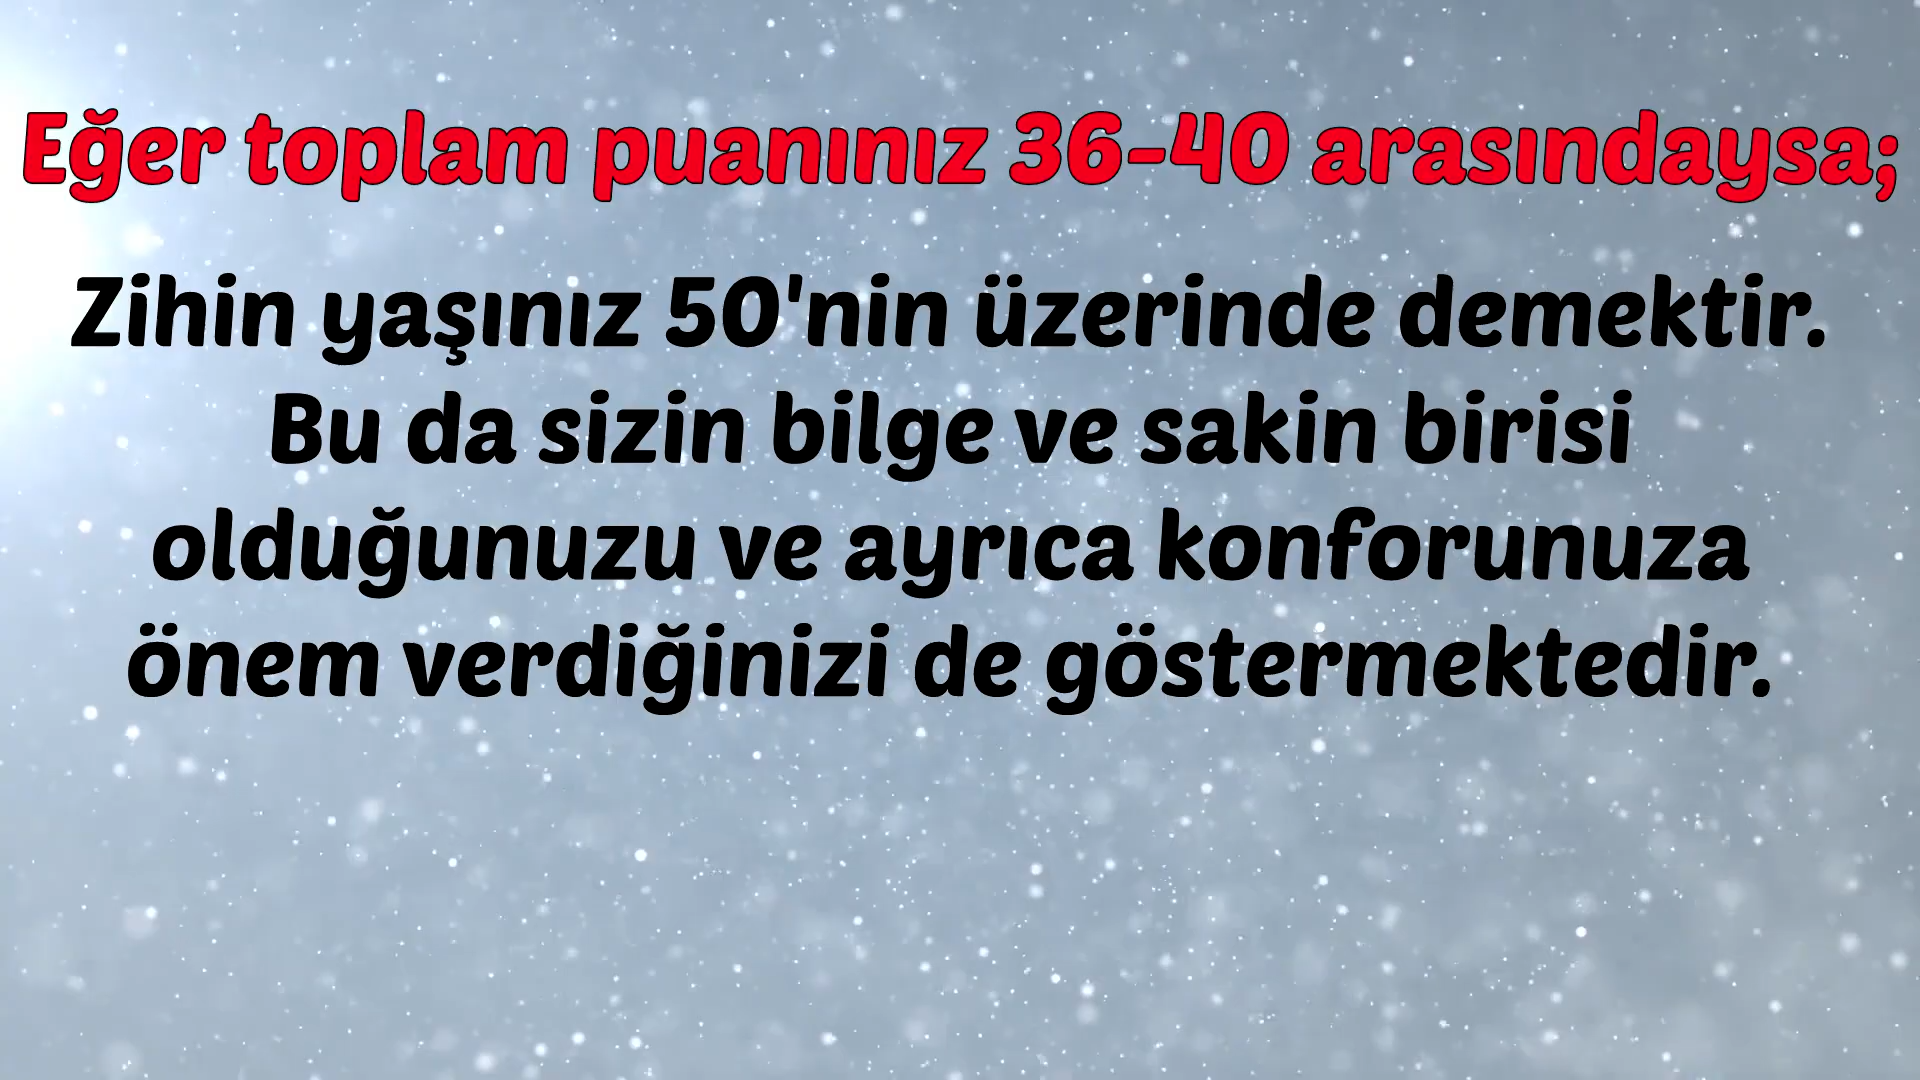 Eğer toplam puanınız 36-40 arasındaysa;
Zihin yaşınız 50'nin üzerinde demektir.
Bu da sizin bilge ve sakin birisi
olduğunuzu ve ayrıca konforunuza
önem verdiğinizi de göstermektedir.